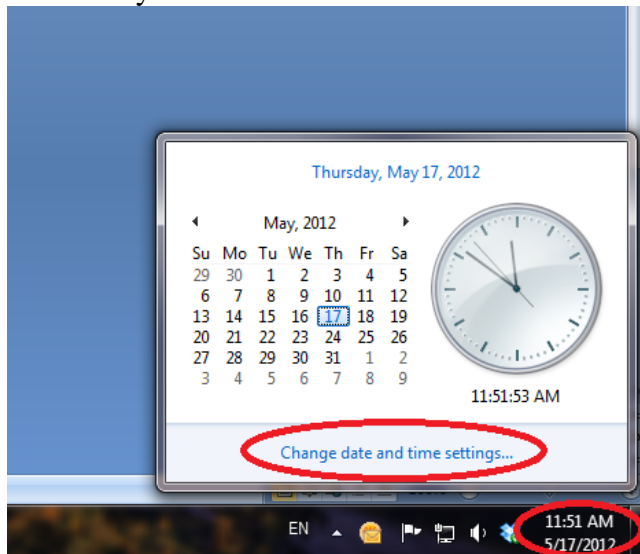 Thursday, May 17, 2012
May, 2012
Su Mo Tu We Th Fr Sa
29 30 1 2 3 4 5
6 7 8 9 10 11 12
13 14 15 16 17 18 19
20 21 22 23 24 25 26
27 28 29 30 31 1 2
3 4 5 6 7 8 9
11:51:53 AM
Change date and time settings...
EN
11:51 AM
5/17/2012